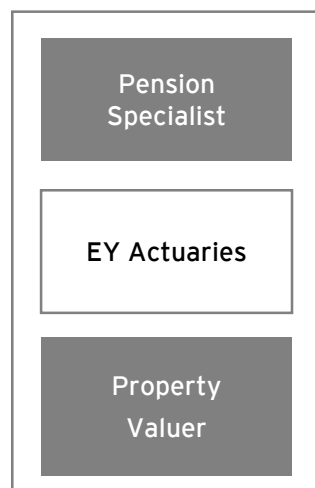 Pension
Specialist
EY Actuaries
Property
Valuer